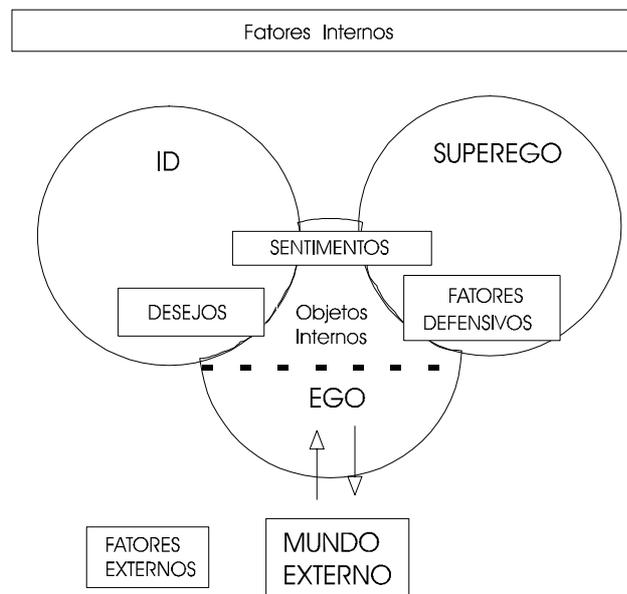 Fatores Internos
ID
SUPEREGO
SENTIMENTOS
DESEJOS
Objetos
Internos
FATORES
DEFENSIVOS
EGO
FATORES
EXTERNOS
MUNDO
EXTERNO